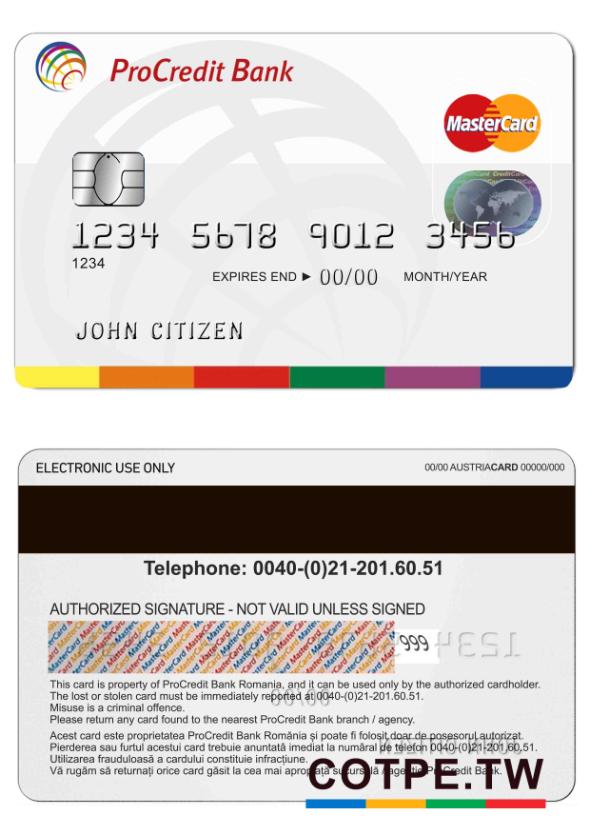 ProCredit Bank
MasterCard
1234 5678 9012 3456
1234
EXPIRES END ▶ 00/00 MONTH/YEAR
JOHN CITIZEN
ELECTRONIC USE ONLY
00/00 AUSTRIACARD 00000/000
Telephone: 0040-(0)21-201.60.51
AUTHORIZED SIGNATURE - NOT VALID UNLESS SIGNED
MasterCard
999
This card is property of ProCredit Bank Romania, and it can be used only by the authorized cardholder.
The lost or stolen card must be immediately reported at 0040-(0)21-201.60.51.
Misuse is a criminal offence.
Please return any card found to the nearest ProCredit Bank branch / agency.
Acest card este proprietatea ProCredit Bank România și poate fi folosit doar de posesorul autorizat.
Pierderea sau furtul acestui card trebuie anuntată imediat la numărul de telefon 0040-(0)21-201.60.51.
Utilizarea frauduloasă a cardului constituie infracțiune.
Vă rugăm să returnați orice card găsit la cea mai apropiată sucursală / agenție ProCredit Bank.
COTPE.TW